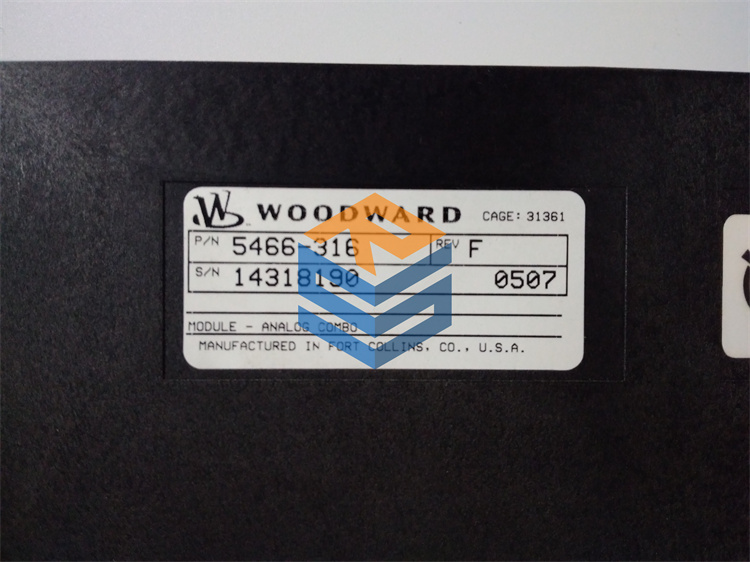 WOODWARD CAGE: 31361
P/N 5466-316 REV F
S/N 14318190 0507
MODULE - ANALOG COMBO
MANUFACTURED IN FORT COLLINS, CO., U.S.A.